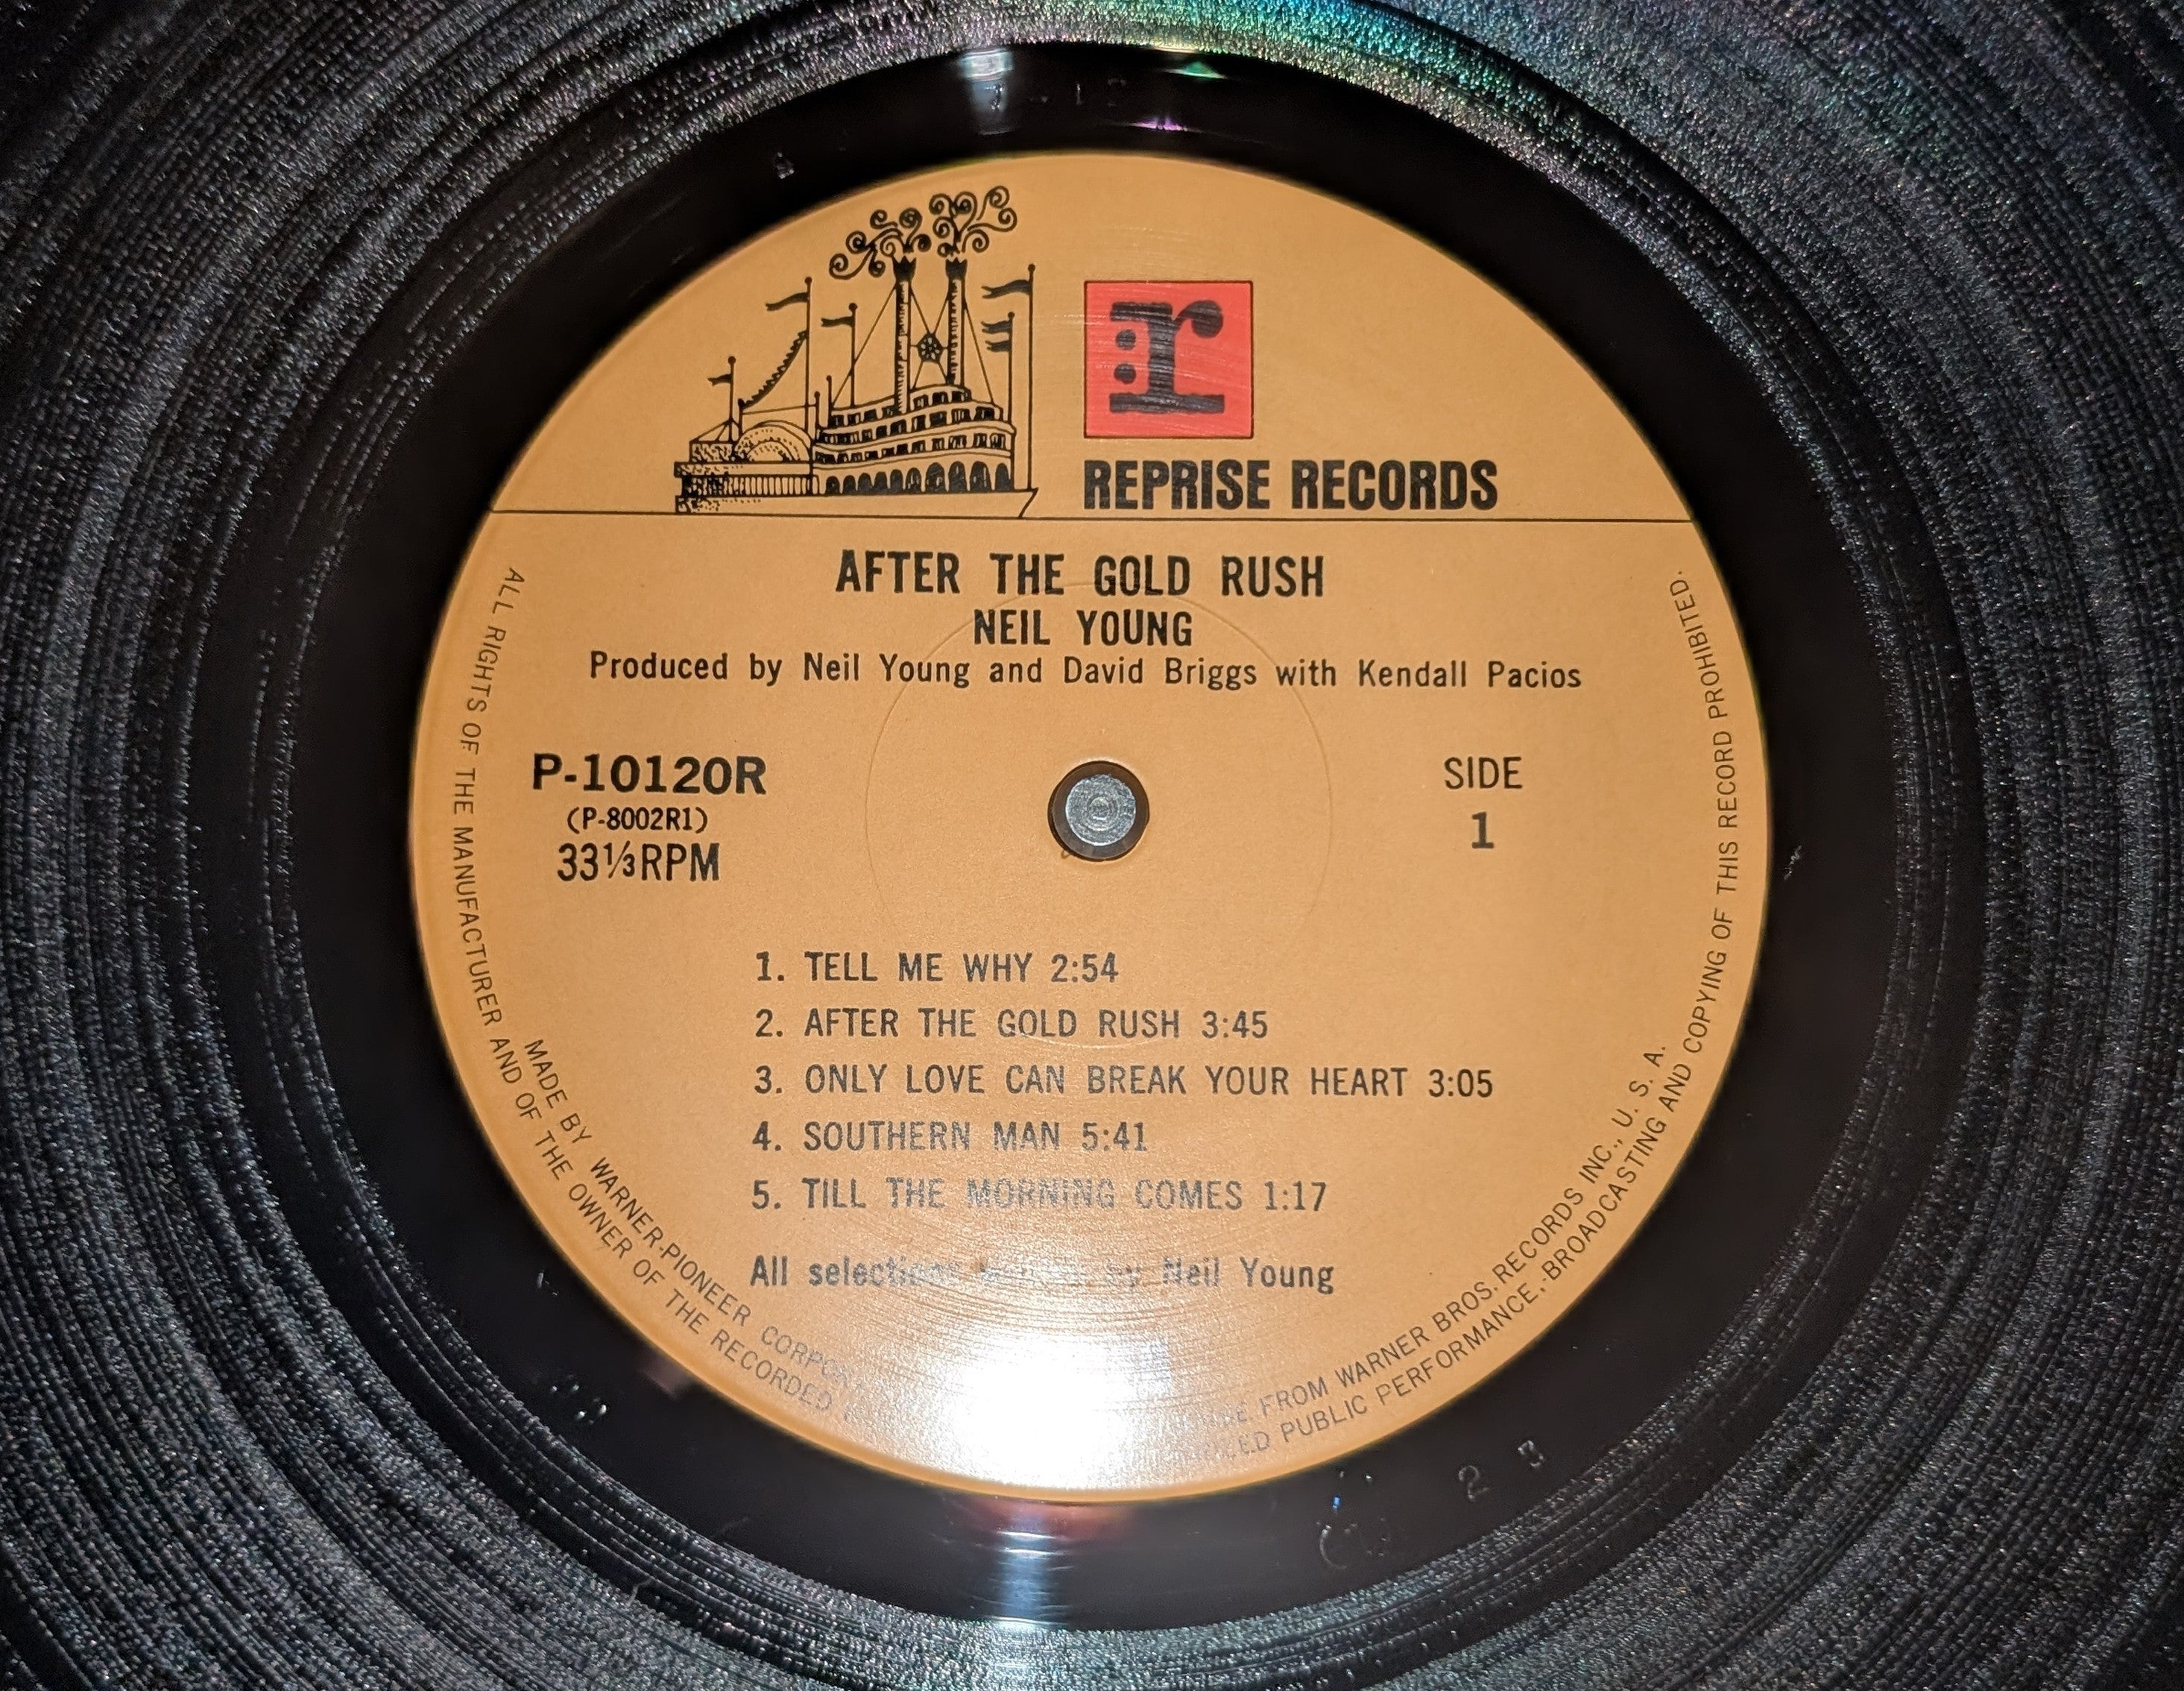 r
REPRISE RECORDS
AFTER THE GOLD RUSH
NEIL YOUNG
Produced by Neil Young and David Briggs with Kendall Pacios
P-10120R
(P-8002R1)
33⅓RPM
SIDE
1
1. TELL ME WHY 2:54
2. AFTER THE GOLD RUSH 3:45
3. ONLY LOVE CAN BREAK YOUR HEART 3:05
4. SOUTHERN MAN 5:41
5. TILL THE MORNING COMES 1:17
All selections by Neil Young
MADE BY WARNER-PIONEER FROM WARNER BROS. RECORDS INC., U. S. A.
ALL RIGHTS OF THE MANUFACTURER AND OF THE OWNER OF THE RECORDED PUBLIC PERFORMANCE, BROADCASTING AND COPYING OF THIS RECORD PROHIBITED.
2